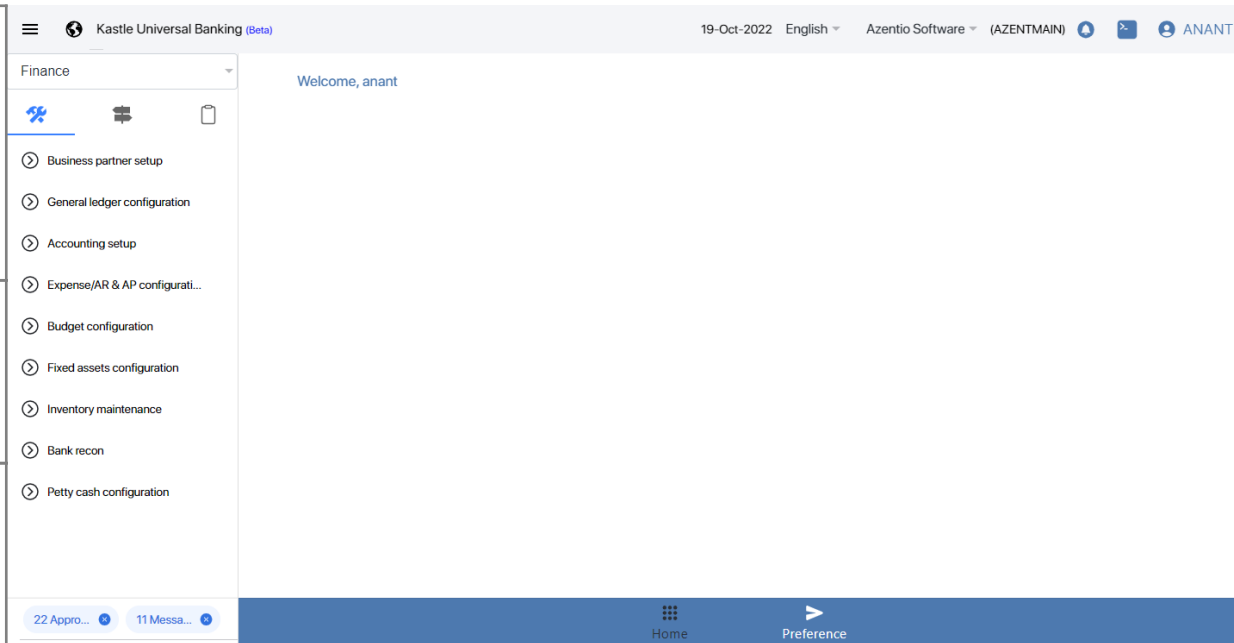 Kastle Universal Banking (Beta)
19-Oct-2022 English Azentio Software (AZENTMAIN) ANANT
Finance
Welcome, anant
Business partner setup
General ledger configuration
Accounting setup
Expense/AR & AP configurati...
Budget configuration
Fixed assets configuration
Inventory maintenance
Bank recon
Petty cash configuration
22 Appro... 11 Messa...
Home Preference